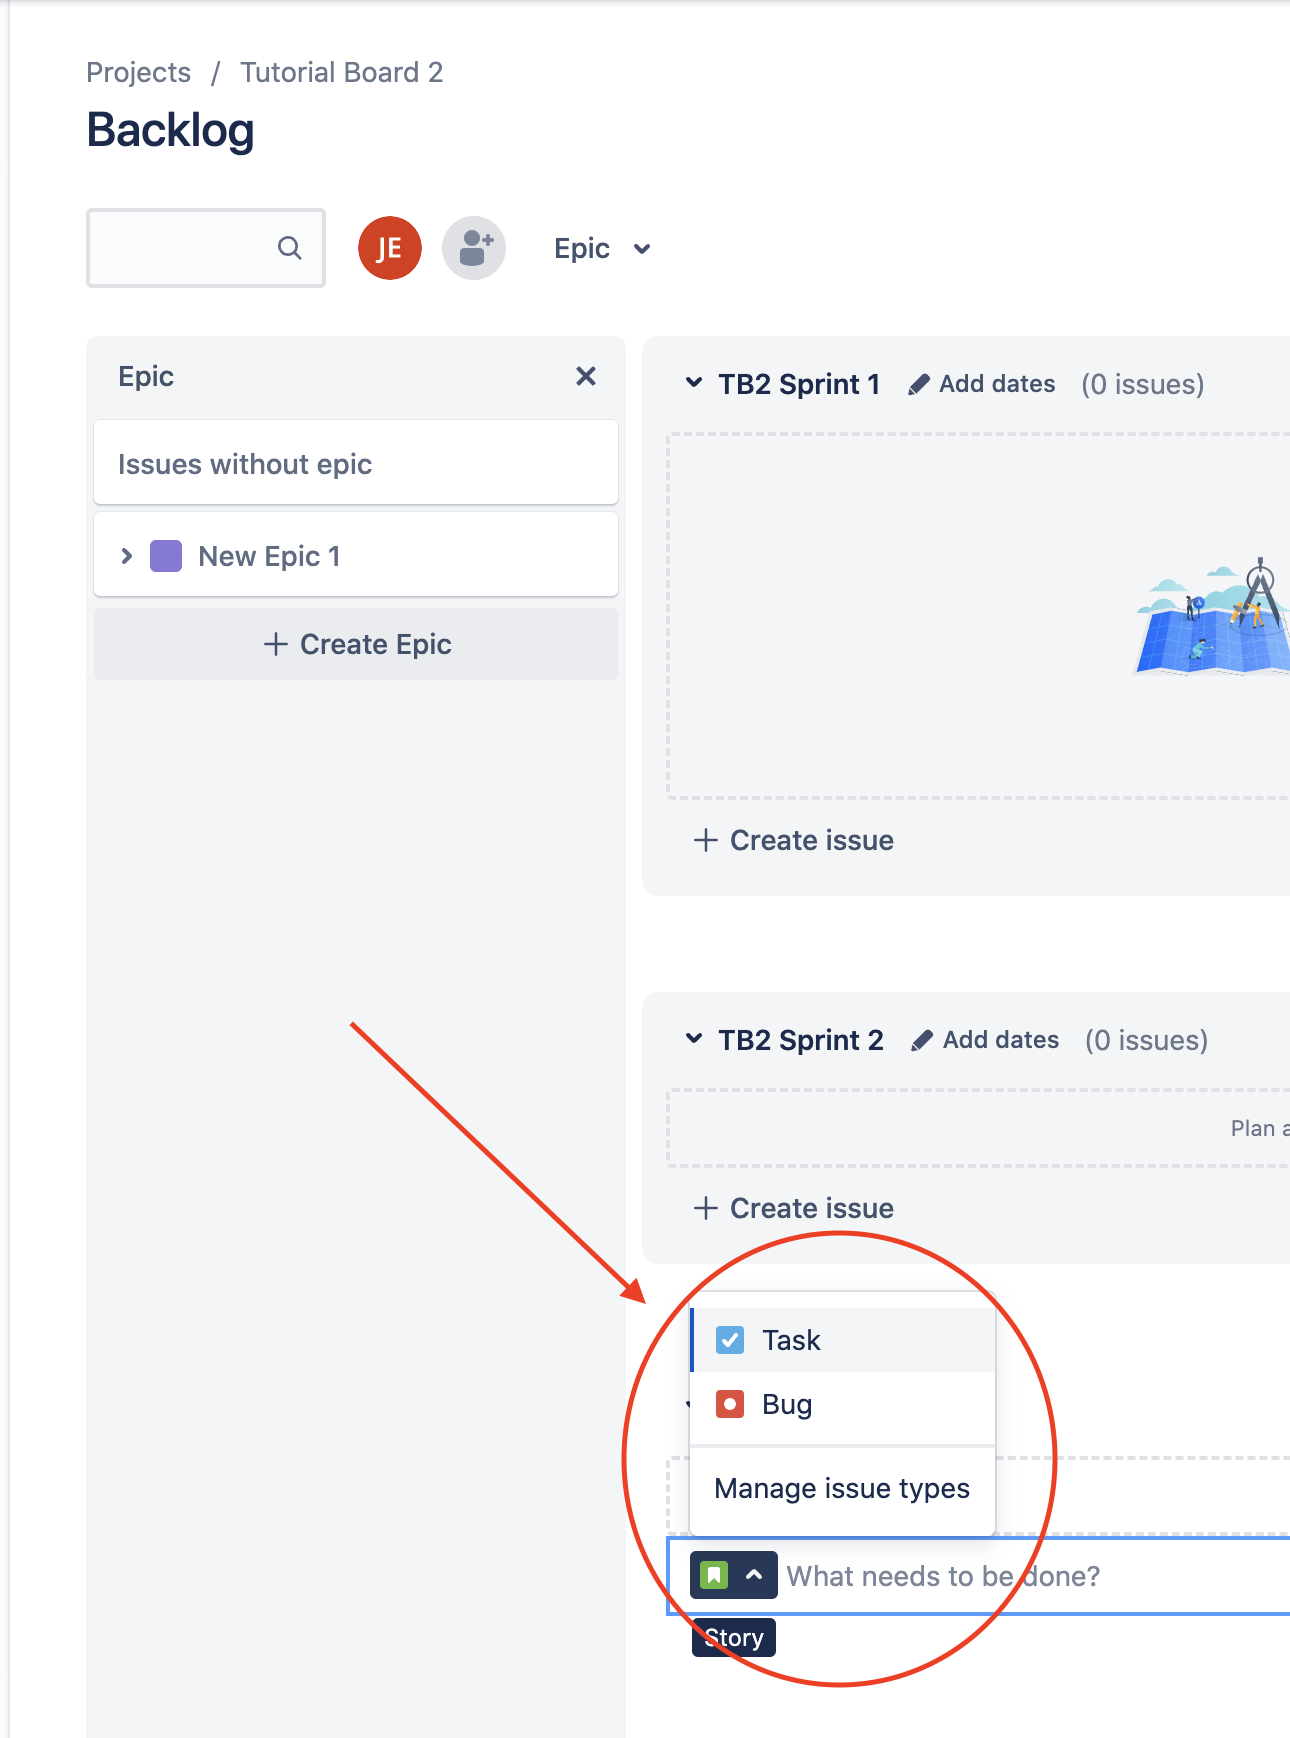 Projects / Tutorial Board 2
Backlog
JE
Epic
Epic
Issues without epic
New Epic 1
+ Create Epic
TB2 Sprint 1 Add dates (0 issues)
+ Create issue
TB2 Sprint 2 Add dates (0 issues)
Plan a
+ Create issue
Task
Bug
Manage issue types
What needs to be done?
Story